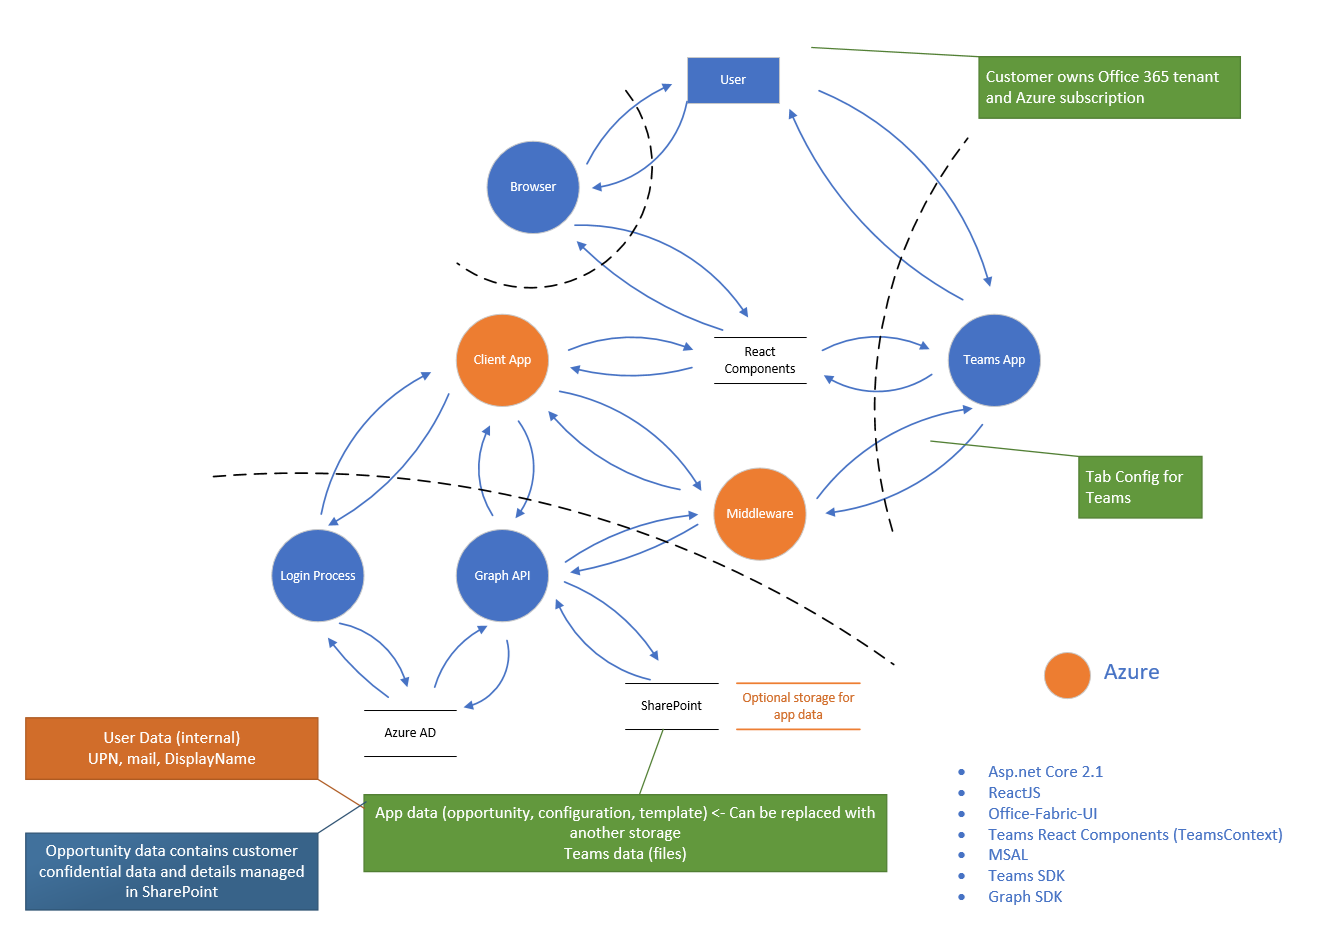 User
Customer owns Office 365 tenant
and Azure subscription
Browser
Client App
React
Components
Teams App
Tab Config for
Teams
Middleware
Login Process
Graph API
Azure
SharePoint
Optional storage for
app data
Azure AD
User Data (internal)
UPN, mail, DisplayName
App data (opportunity, configuration, template) <- Can be replaced with
another storage
Teams data (files)
Opportunity data contains customer
confidential data and details managed
in SharePoint
• Asp.net Core 2.1
• ReactJS
• Office-Fabric-UI
• Teams React Components (TeamsContext)
• MSAL
• Teams SDK
• Graph SDK